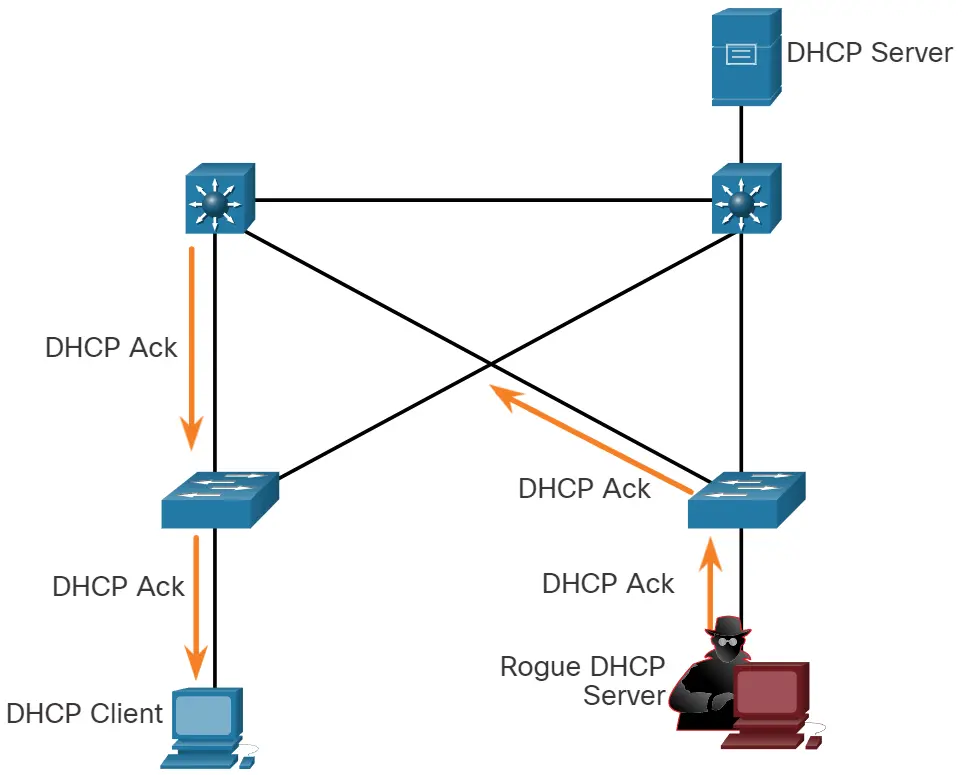 DHCP Server
DHCP Ack
DHCP Ack
DHCP Ack
DHCP Ack
Rogue DHCP
Server
DHCP Client